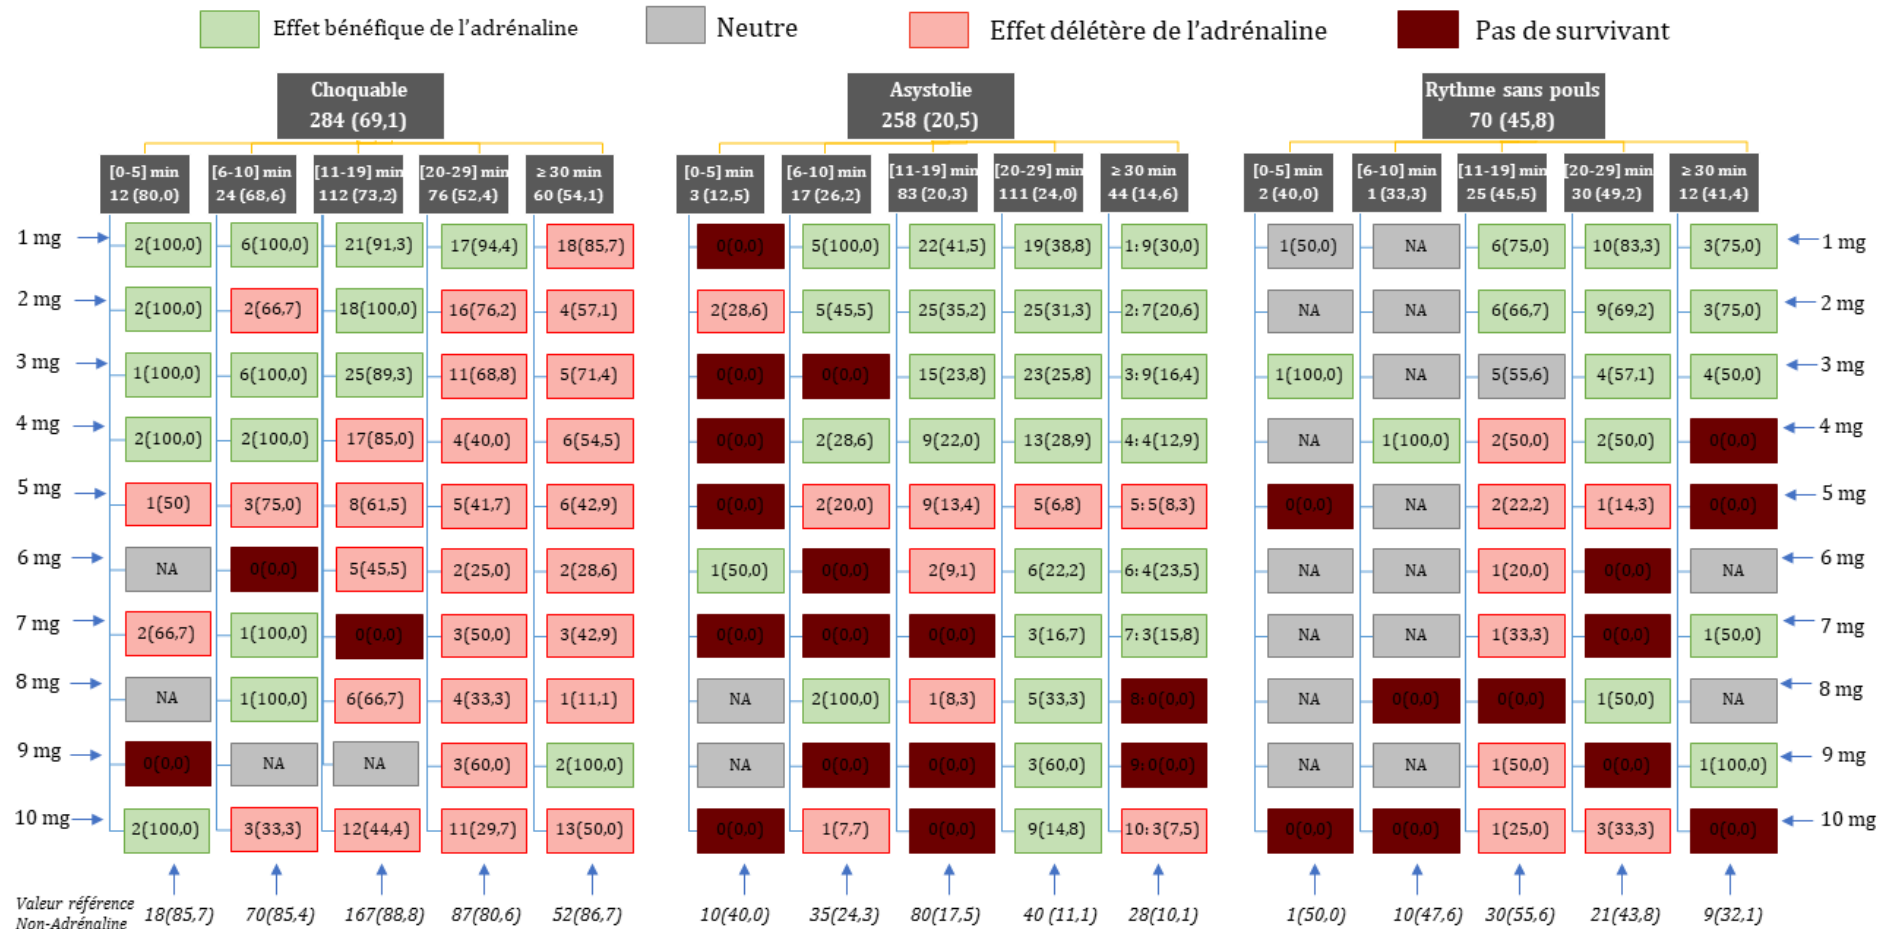 Effet bénéfique de l'adrénaline Neutre Effet délétère de l'adrénaline Pas de survivant
Choquable Asystolie Rythme sans pouls
284 (69,1) 258 (20,5) 70 (45,8)
[0-5] min [6-10] min [11-19] min [20-29] min ≥ 30 min [0-5] min [6-10] min [11-19] min [20-29] min ≥ 30 min [0-5] min [6-10] min [11-19] min [20-29] min ≥ 30 min
12 (80,0) 24 (68,6) 112 (73,2) 76 (52,4) 60 (54,1) 3 (12,5) 17 (26,2) 83 (20,3) 111 (24,0) 44 (14,6) 2 (40,0) 1 (33,3) 25 (45,5) 30 (49,2) 12 (41,4)
1 mg 2(100,0) 6(100,0) 21(91,3) 17(94,4) 18(85,7) 0(0,0) 5(100,0) 22(41,5) 19(38,8) 1: 9(30,0) 1(50,0) NA 6(75,0) 10(83,3) 3(75,0) 1 mg
2 mg 2(100,0) 2(66,7) 18(100,0) 16(76,2) 4(57,1) 2(28,6) 5(45,5) 25(35,2) 25(31,3) 2: 7(20,6) NA NA 6(66,7) 9(69,2) 3(75,0) 2 mg
3 mg 1(100,0) 6(100,0) 25(89,3) 11(68,8) 5(71,4) 0(0,0) 0(0,0) 15(23,8) 23(25,8) 3: 9(16,4) 1(100,0) NA 5(55,6) 4(57,1) 4(50,0) 3 mg
4 mg 2(100,0) 2(100,0) 17(85,0) 4(40,0) 6(54,5) 0(0,0) 2(28,6) 9(22,0) 13(28,9) 4: 4(12,9) NA 1(100,0) 2(50,0) 2(50,0) 0(0,0) 4 mg
5 mg 1(50) 3(75,0) 8(61,5) 5(41,7) 6(42,9) 0(0,0) 2(20,0) 9(13,4) 5(6,8) 5: 5(8,3) 0(0,0) NA 2(22,2) 1(14,3) 0(0,0) 5 mg
6 mg NA 0(0,0) 5(45,5) 2(25,0) 2(28,6) 1(50,0) 0(0,0) 2(9,1) 6(22,2) 6: 4(23,5) NA NA 1(20,0) 0(0,0) NA 6 mg
7 mg 2(66,7) 1(100,0) 0(0,0) 3(50,0) 3(42,9) 0(0,0) 0(0,0) 0(0,0) 3(16,7) 7: 3(15,8) NA NA 1(33,3) 0(0,0) 1(50,0) 7 mg
8 mg NA 1(100,0) 6(66,7) 4(33,3) 1(11,1) NA 2(100,0) 1(8,3) 5(33,3) 8: 0(0,0) NA 0(0,0) 0(0,0) 1(50,0) NA 8 mg
9 mg 0(0,0) NA NA 3(60,0) 2(100,0) NA 0(0,0) 0(0,0) 3(60,0) 9: 0(0,0) NA NA 1(50,0) 0(0,0) 1(100,0) 9 mg
10 mg 2(100,0) 3(33,3) 12(44,4) 11(29,7) 13(50,0) 0(0,0) 1(7,7) 0(0,0) 9(14,8) 10: 3(7,5) 0(0,0) 0(0,0) 1(25,0) 3(33,3) 0(0,0) 10 mg
Valeur référence
Non-Adrénaline 18(85,7) 70(85,4) 167(88,8) 87(80,6) 52(86,7) 10(40,0) 35(24,3) 80(17,5) 40 (11,1) 28(10,1) 1(50,0) 10(47,6) 30(55,6) 21(43,8) 9(32,1)